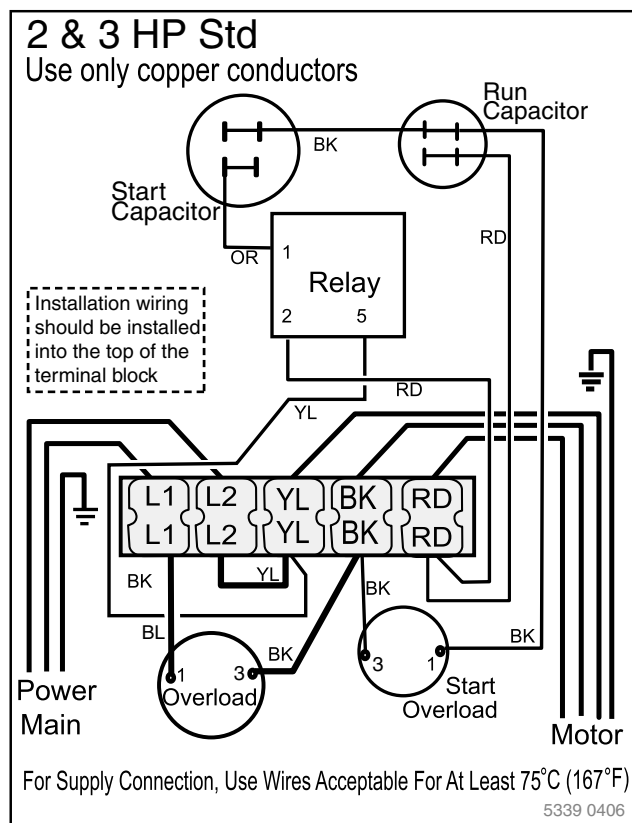 2 & 3 HP Std
Use only copper conductors
Run
Capacitor
BK
Start
Capacitor
RD
OR
1
Relay
2
5
Installation wiring
should be installed
into the top of the
terminal block
RD
YL
L1
L2
YL
BK
RD
L1
L2
YL
BK
RD
BK
YL
BK
BL
BK
BK
1
3
Overload
3
1
Start
Overload
Power
Main
Motor
For Supply Connection, Use Wires Acceptable For At Least 75°C (167°F)
5339 0406